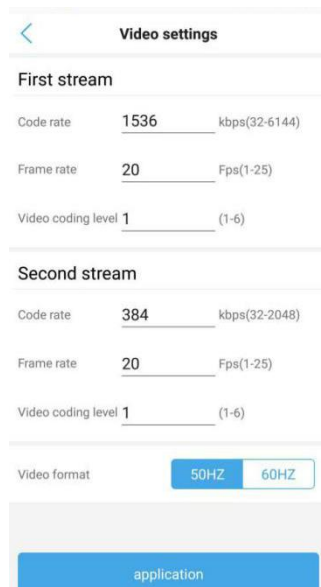 Video settings
First stream
Code rate 1536 kbps(32-6144)
Frame rate 20 Fps(1-25)
Video coding level 1 (1-6)
Second stream
Code rate 384 kbps(32-2048)
Frame rate 20 Fps(1-25)
Video coding level 1 (1-6)
Video format 50HZ 60HZ
application